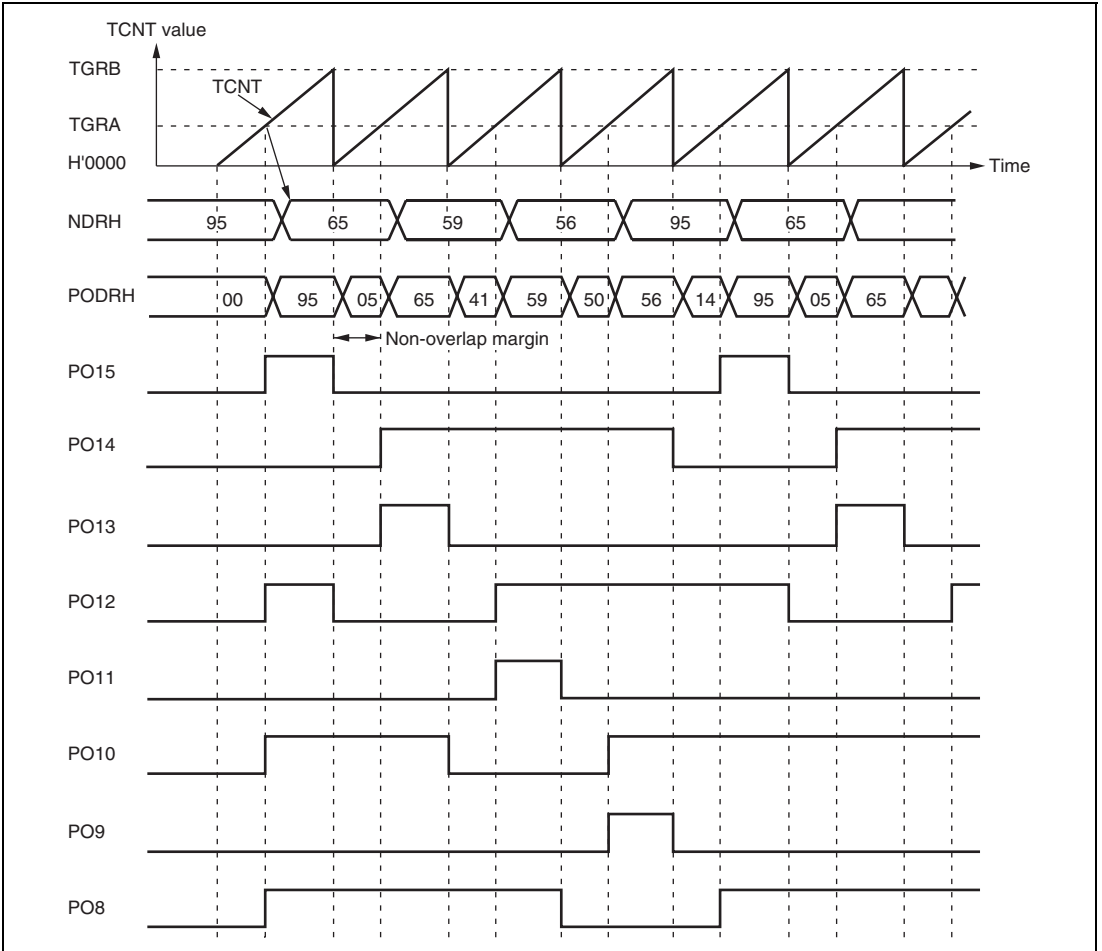 TCNT value
TGRB
TCNT
TGRA
H'0000
Time
NDRH
95
65
59
56
95
65
PODRH
00
95
05
65
41
59
50
56
14
95
05
65
Non-overlap margin
PO15
PO14
PO13
PO12
PO11
PO10
PO9
PO8